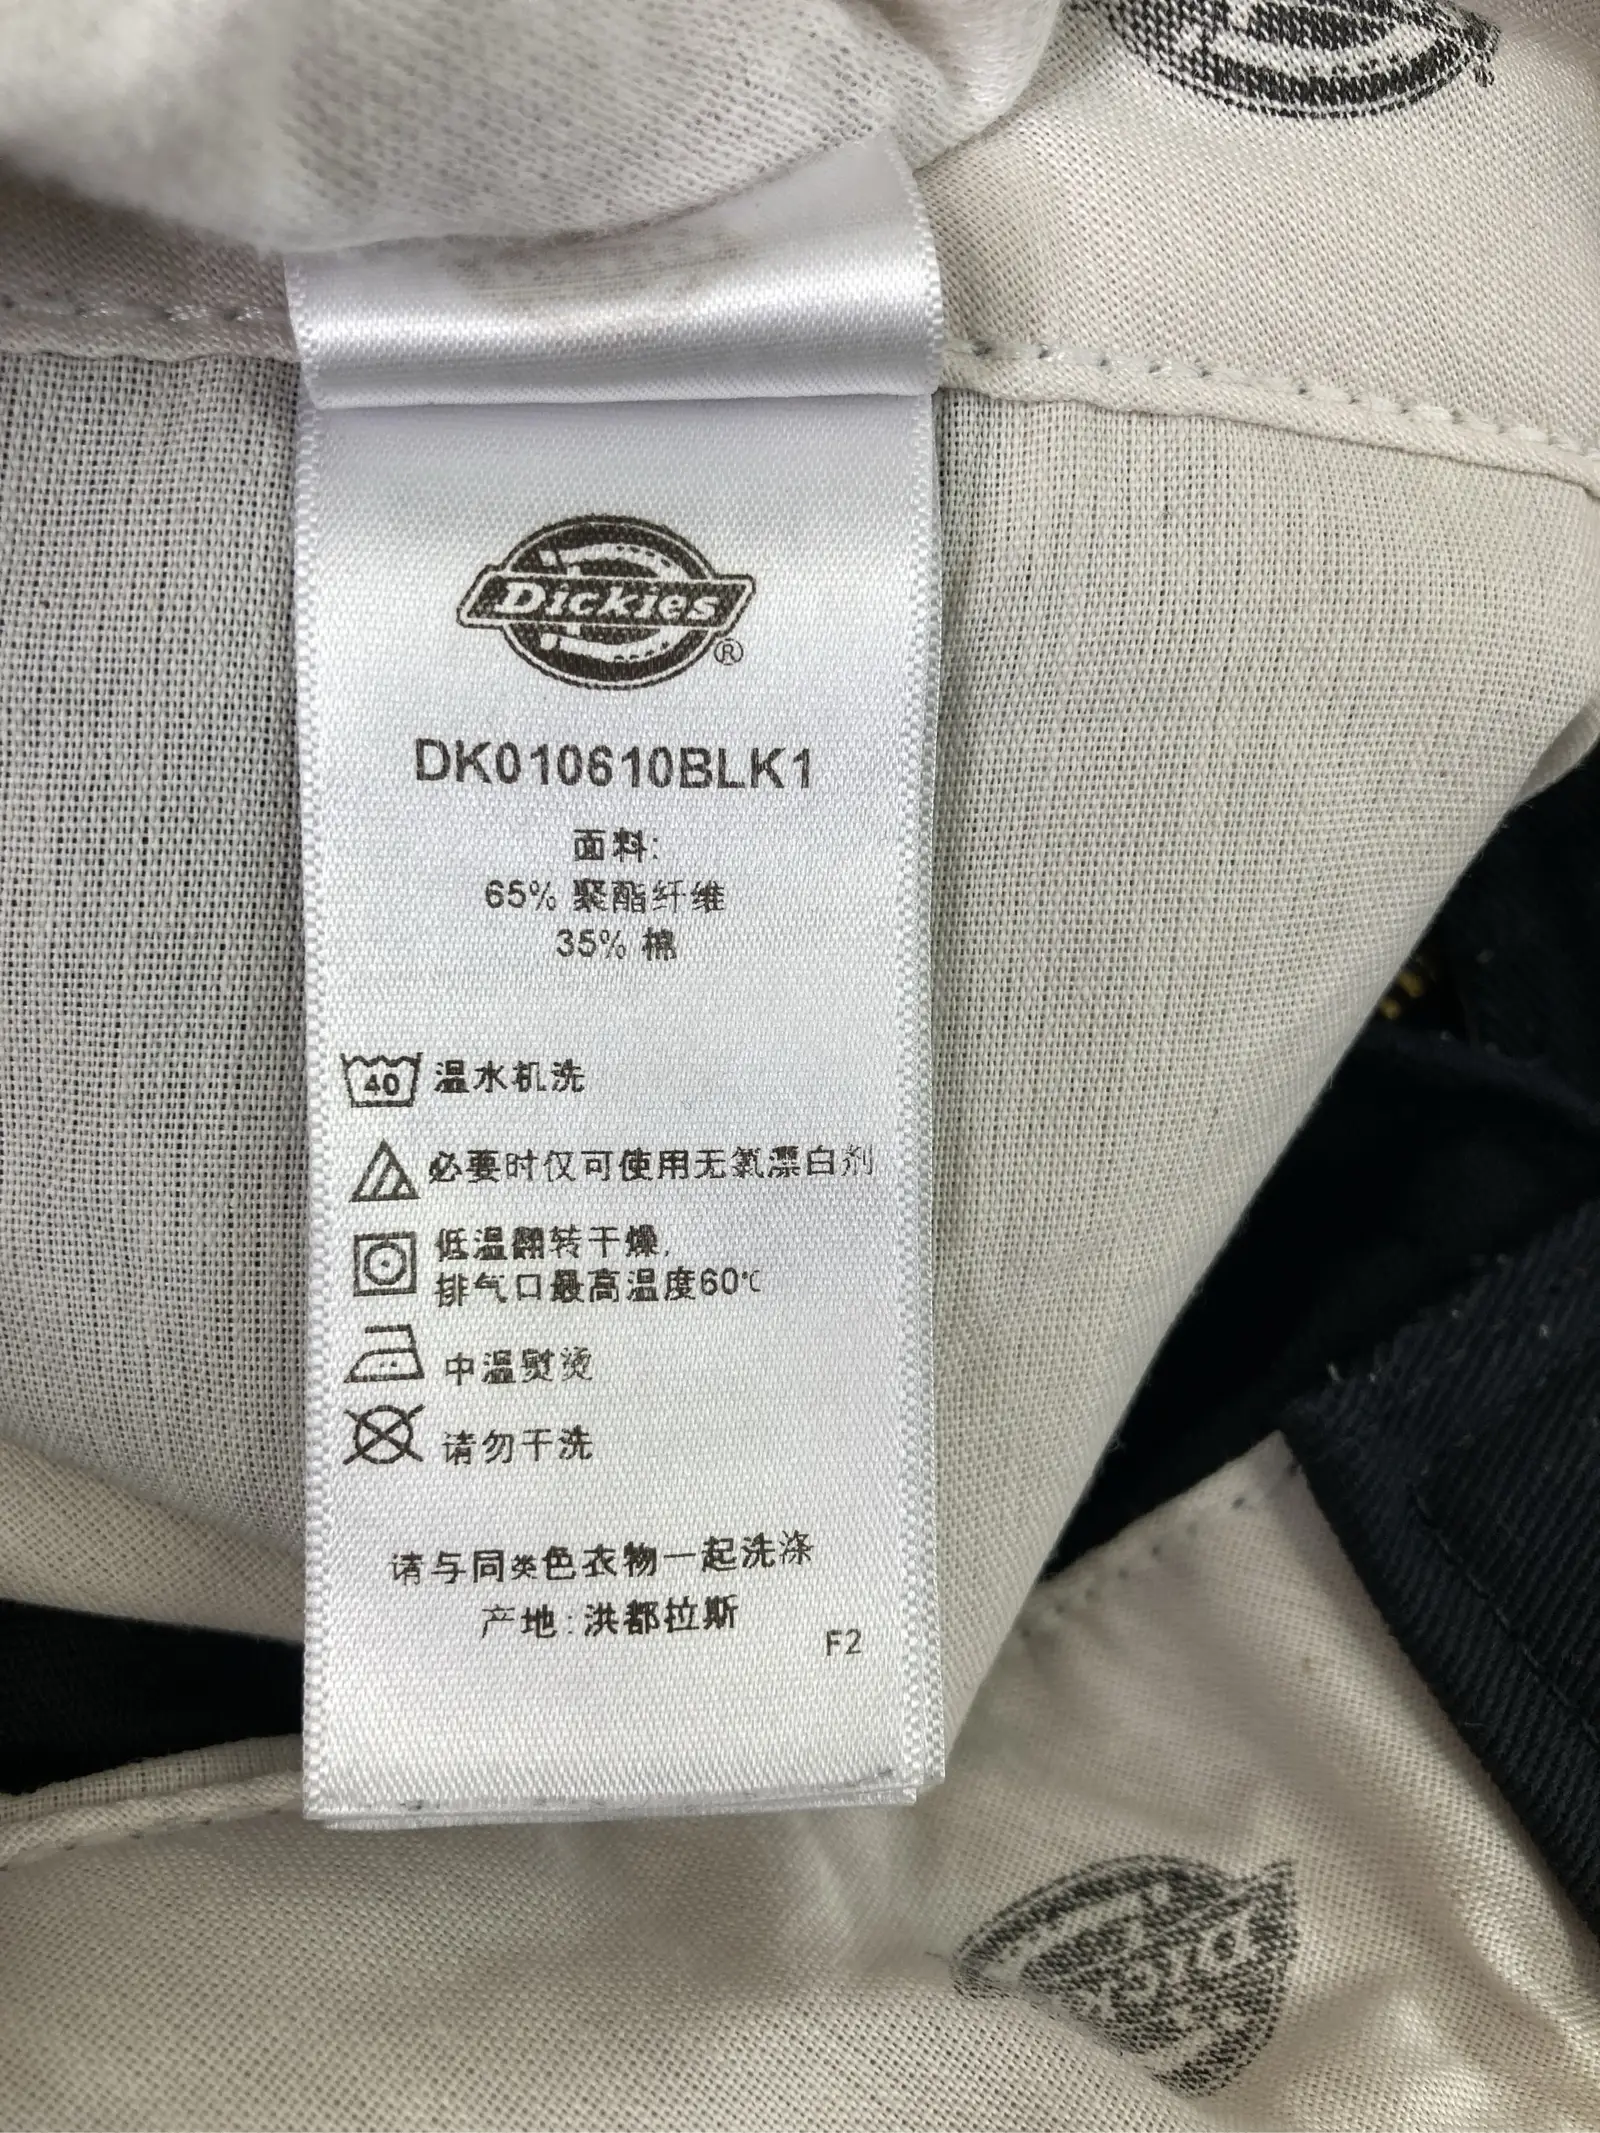 Dickies
®
DK010610BLK1
面料:
65% 聚酯纤维
35% 棉
40 温水机洗
必要时仅可使用无氯漂白剂
低温翻转干燥,
排气口最高温度60℃
中温熨烫
请勿干洗
请与同类色衣物一起洗涤
产地:洪都拉斯
F2
Dickies